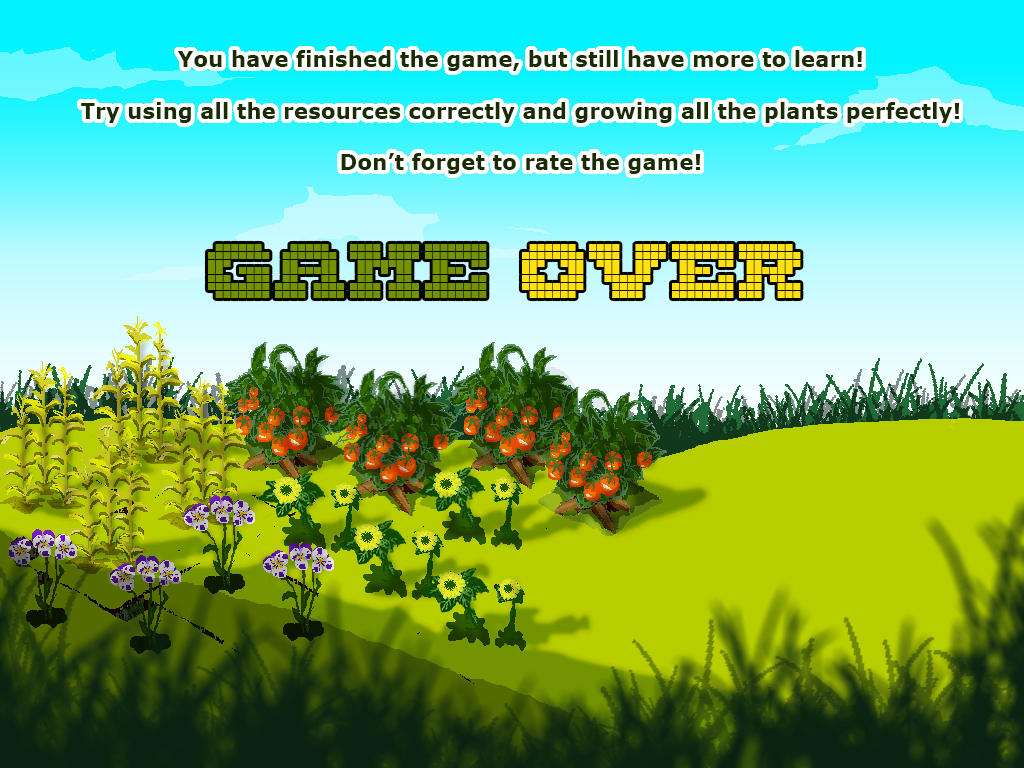 You have finished the game, but still have more to learn!
Try using all the resources correctly and growing all the plants perfectly!
Don’t forget to rate the game!
GAME OVER